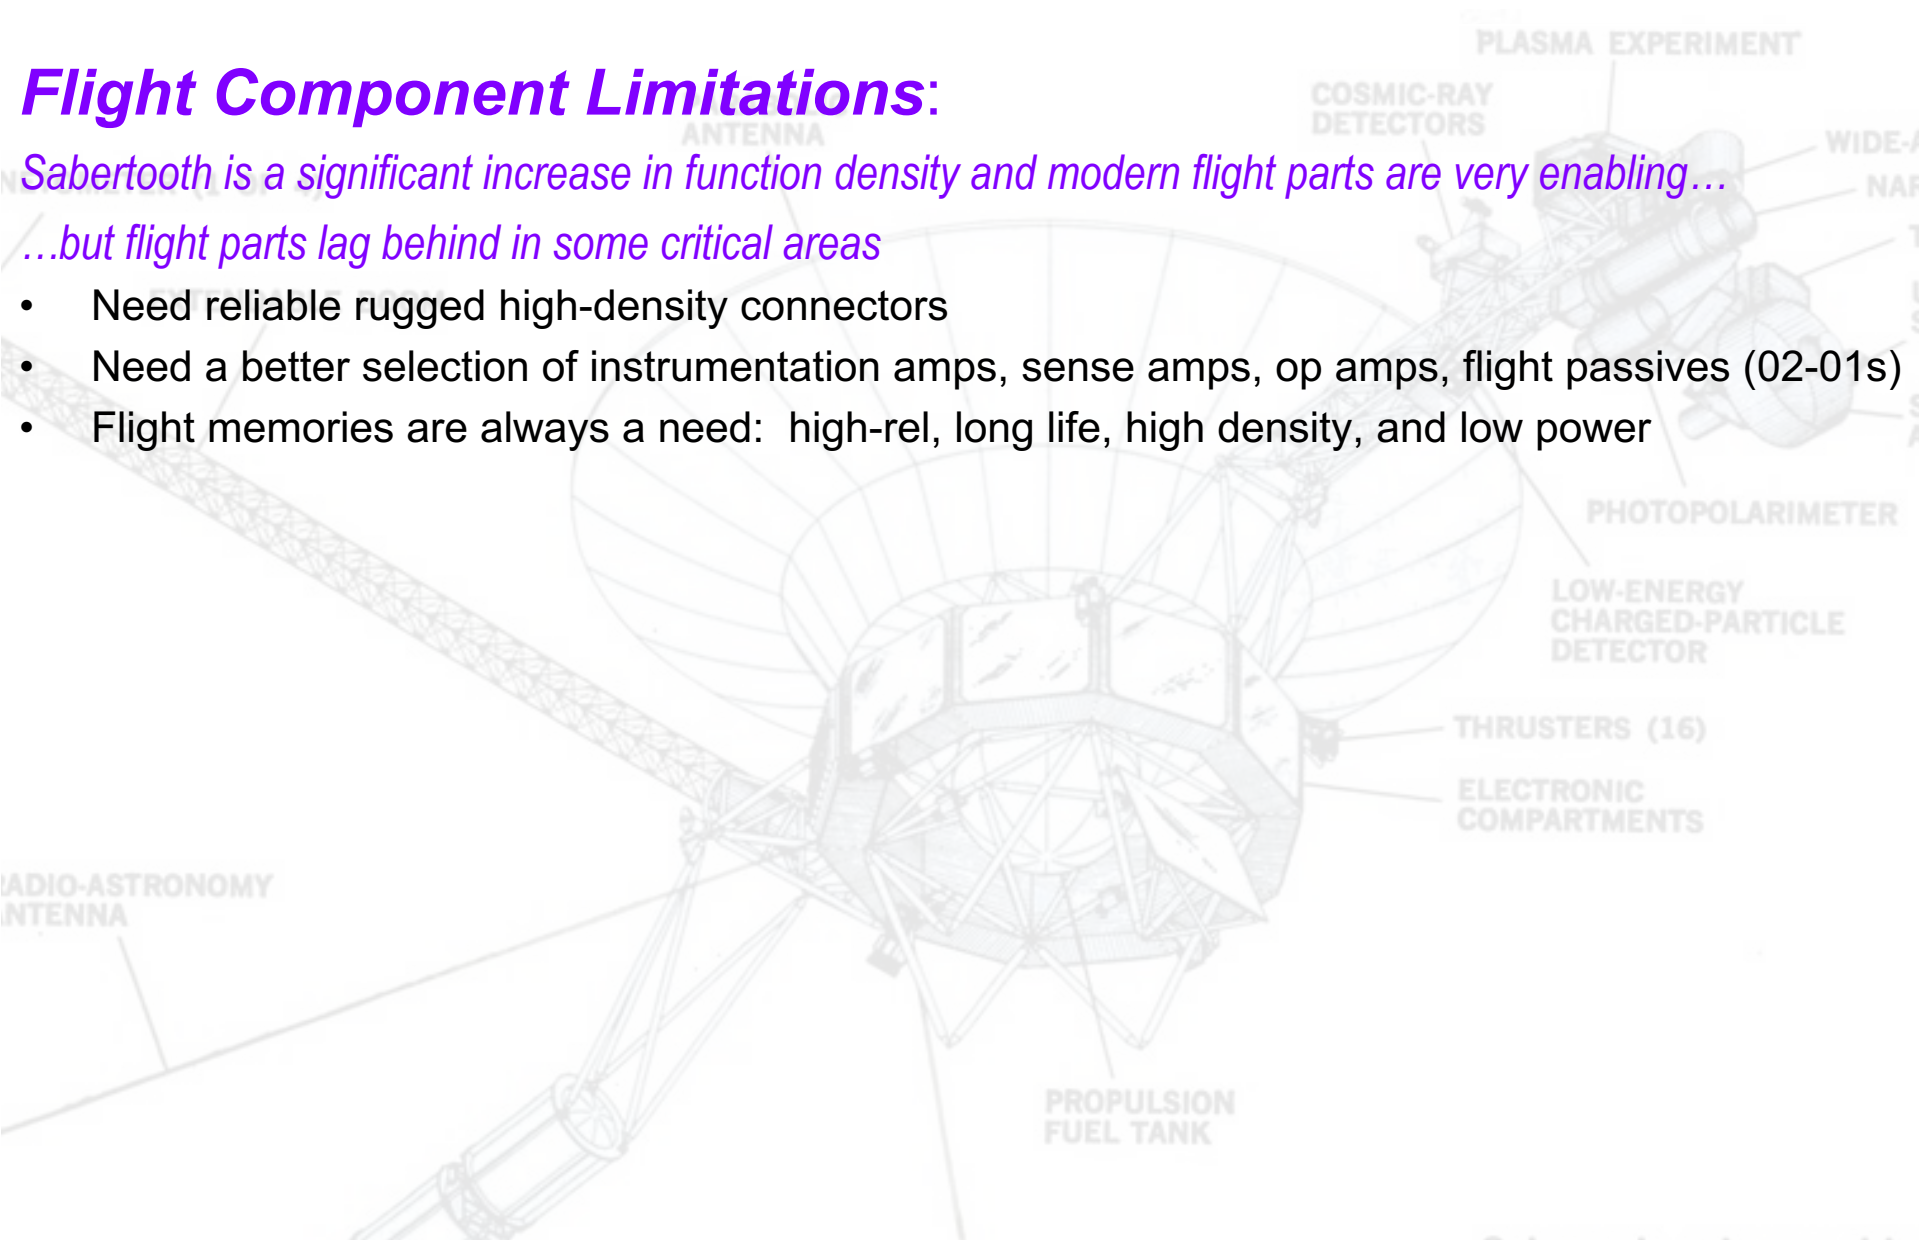 Flight Component Limitations:
Sabertooth is a significant increase in function density and modern flight parts are very enabling…
…but flight parts lag behind in some critical areas
• Need reliable rugged high-density connectors
• Need a better selection of instrumentation amps, sense amps, op amps, flight passives (02-01s)
• Flight memories are always a need:  high-rel, long life, high density, and low power
PLASMA EXPERIMENT
COSMIC-RAY
DETECTORS
ANTENNA
PHOTOPOLARIMETER
LOW-ENERGY
CHARGED-PARTICLE
DETECTOR
THRUSTERS (16)
ELECTRONIC
COMPARTMENTS
ADIO-ASTRONOMY
NTENNA
PROPULSION
FUEL TANK